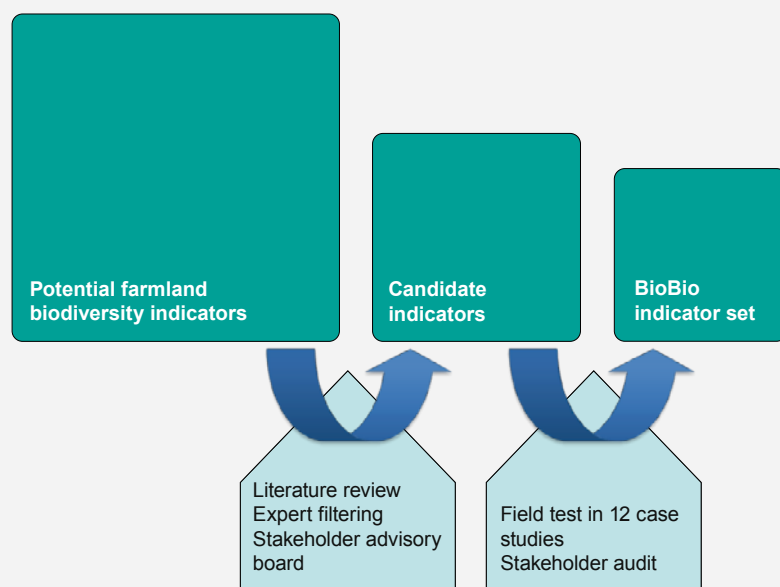 Potential farmland
biodiversity indicators
Candidate
indicators
BioBio
indicator set
Literature review
Expert filtering
Stakeholder advisory
board
Field test in 12 case
studies
Stakeholder audit